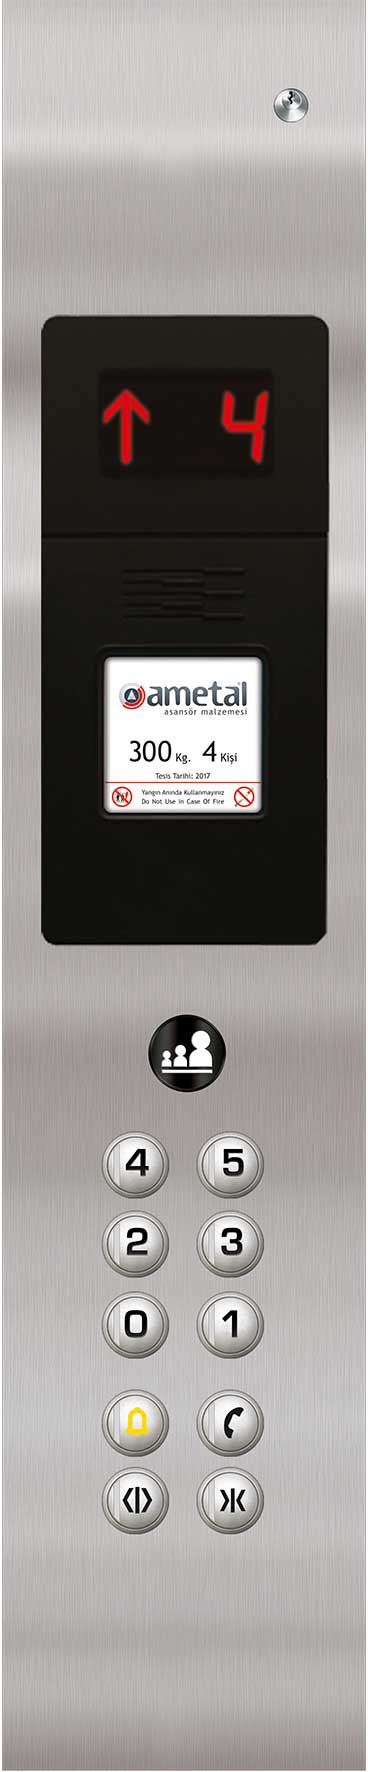 ↑ 4
ametal
asansör malzemesi
300 Kg. 4 Kişi
Tesis Tarihi: 2017
Yangın Anında Kullanmayınız
Do Not Use In Case Of Fire
4 5
2 3
0 1